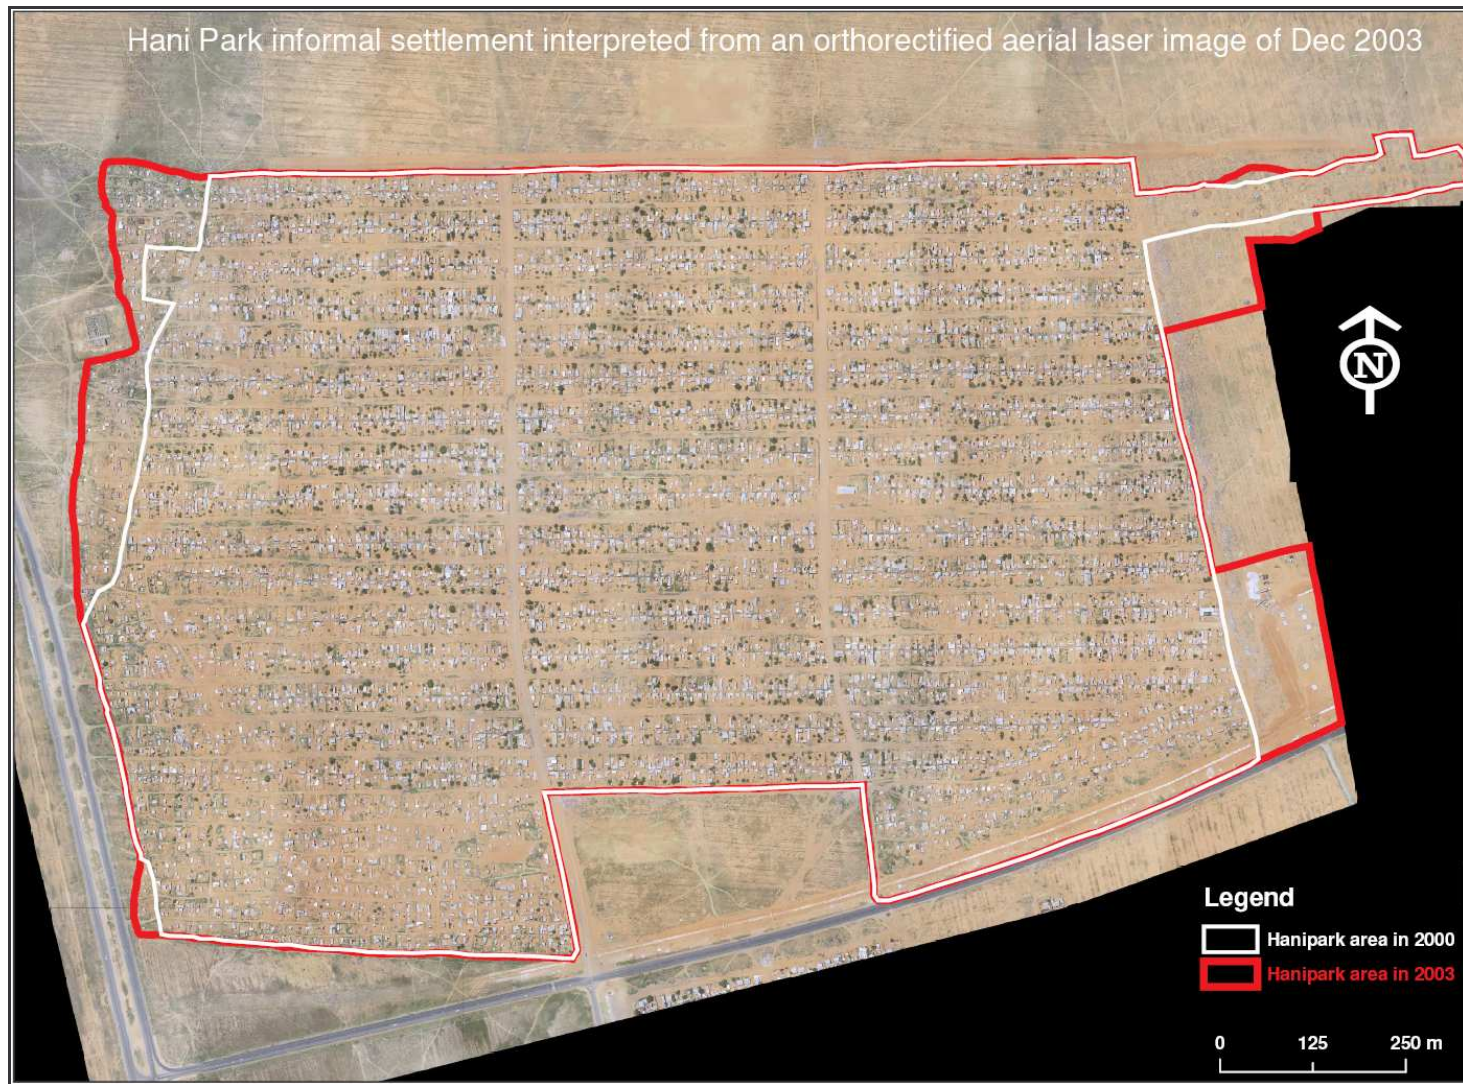 Hani Park informal settlement interpreted from an orthorectified aerial laser image of Dec 2003
N
Legend
Hanipark area in 2000
Hanipark area in 2003
0 125 250 m